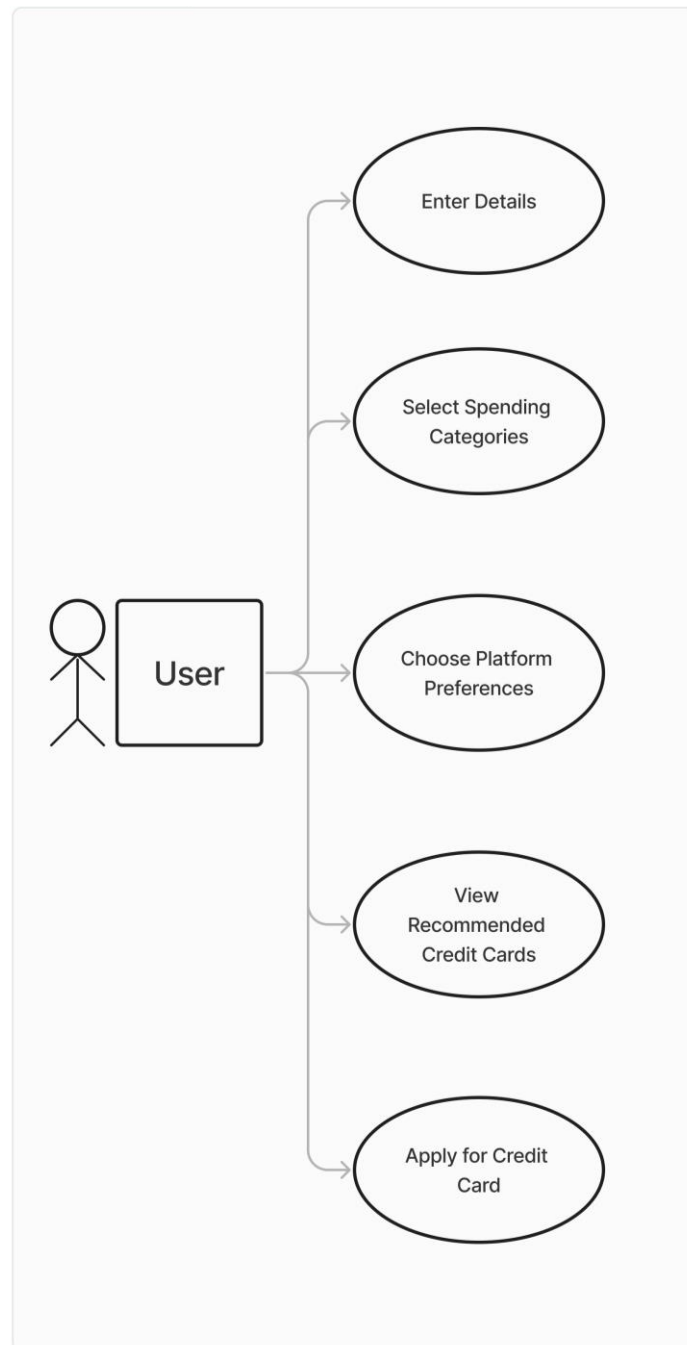 Enter Details
Select Spending
Categories
User
Choose Platform
Preferences
View
Recommended
Credit Cards
Apply for Credit
Card